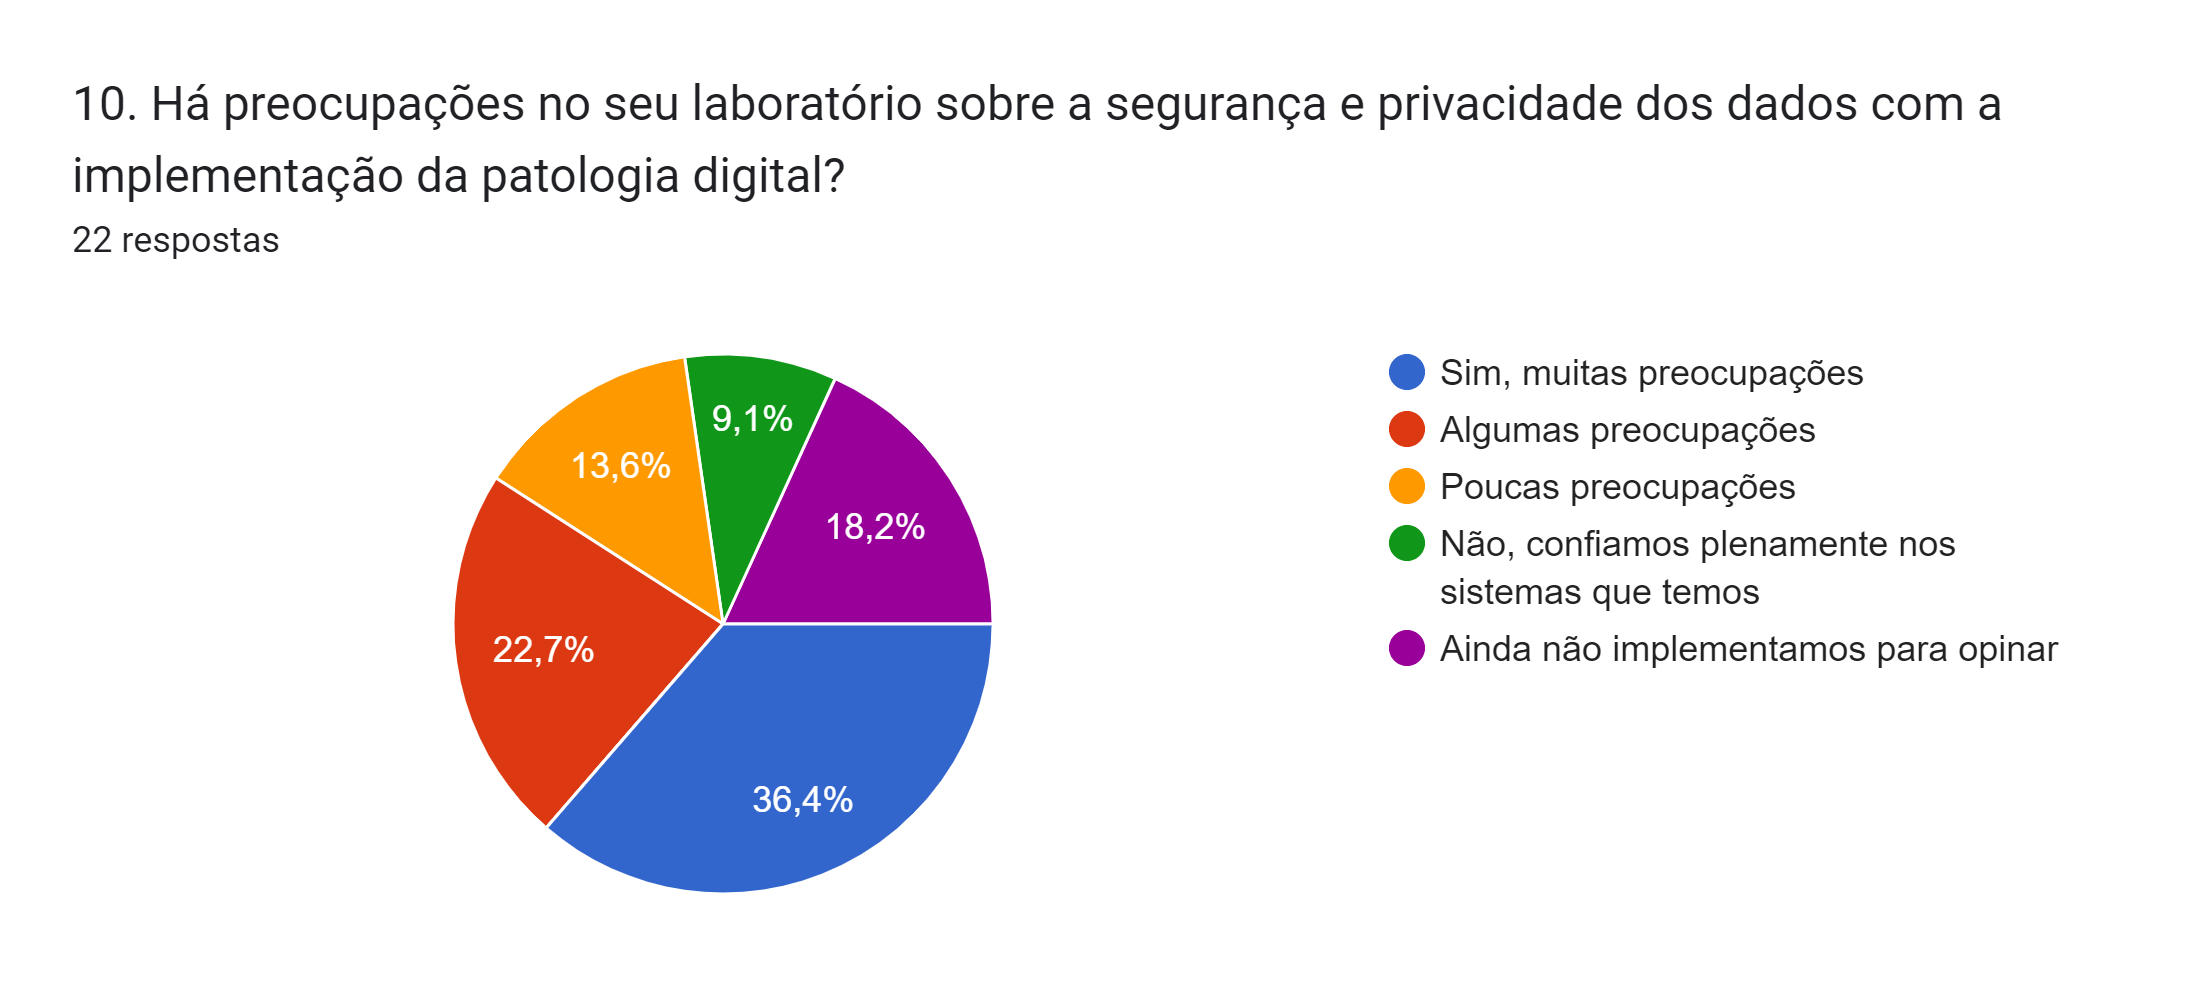 10. Há preocupações no seu laboratório sobre a segurança e privacidade dos dados com a
implementação da patologia digital?
22 respostas
9,1%
13,6%
18,2%
22,7%
36,4%
Sim, muitas preocupações
Algumas preocupações
Poucas preocupações
Não, confiamos plenamente nos
sistemas que temos
Ainda não implementamos para opinar